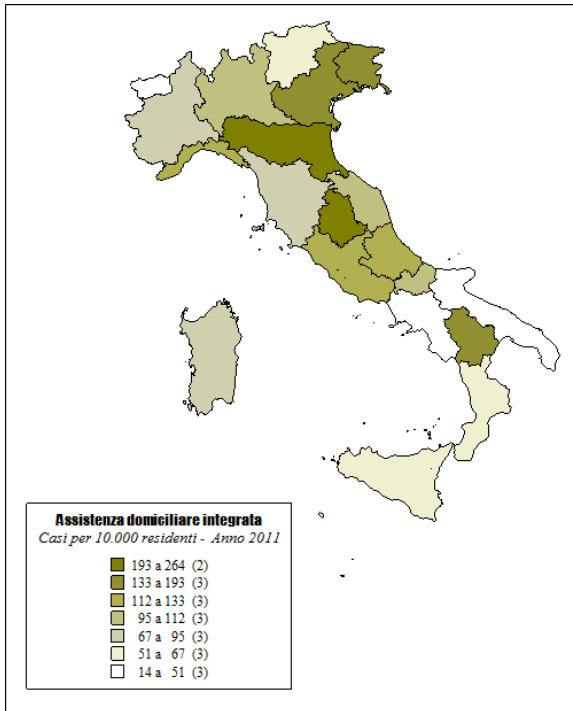 Assistenza domiciliare integrata
Casi per 10.000 residenti - Anno 2011
193 a 264 (2)
133 a 193 (3)
112 a 133 (3)
95 a 112 (3)
67 a 95 (3)
51 a 67 (3)
14 a 51 (3)